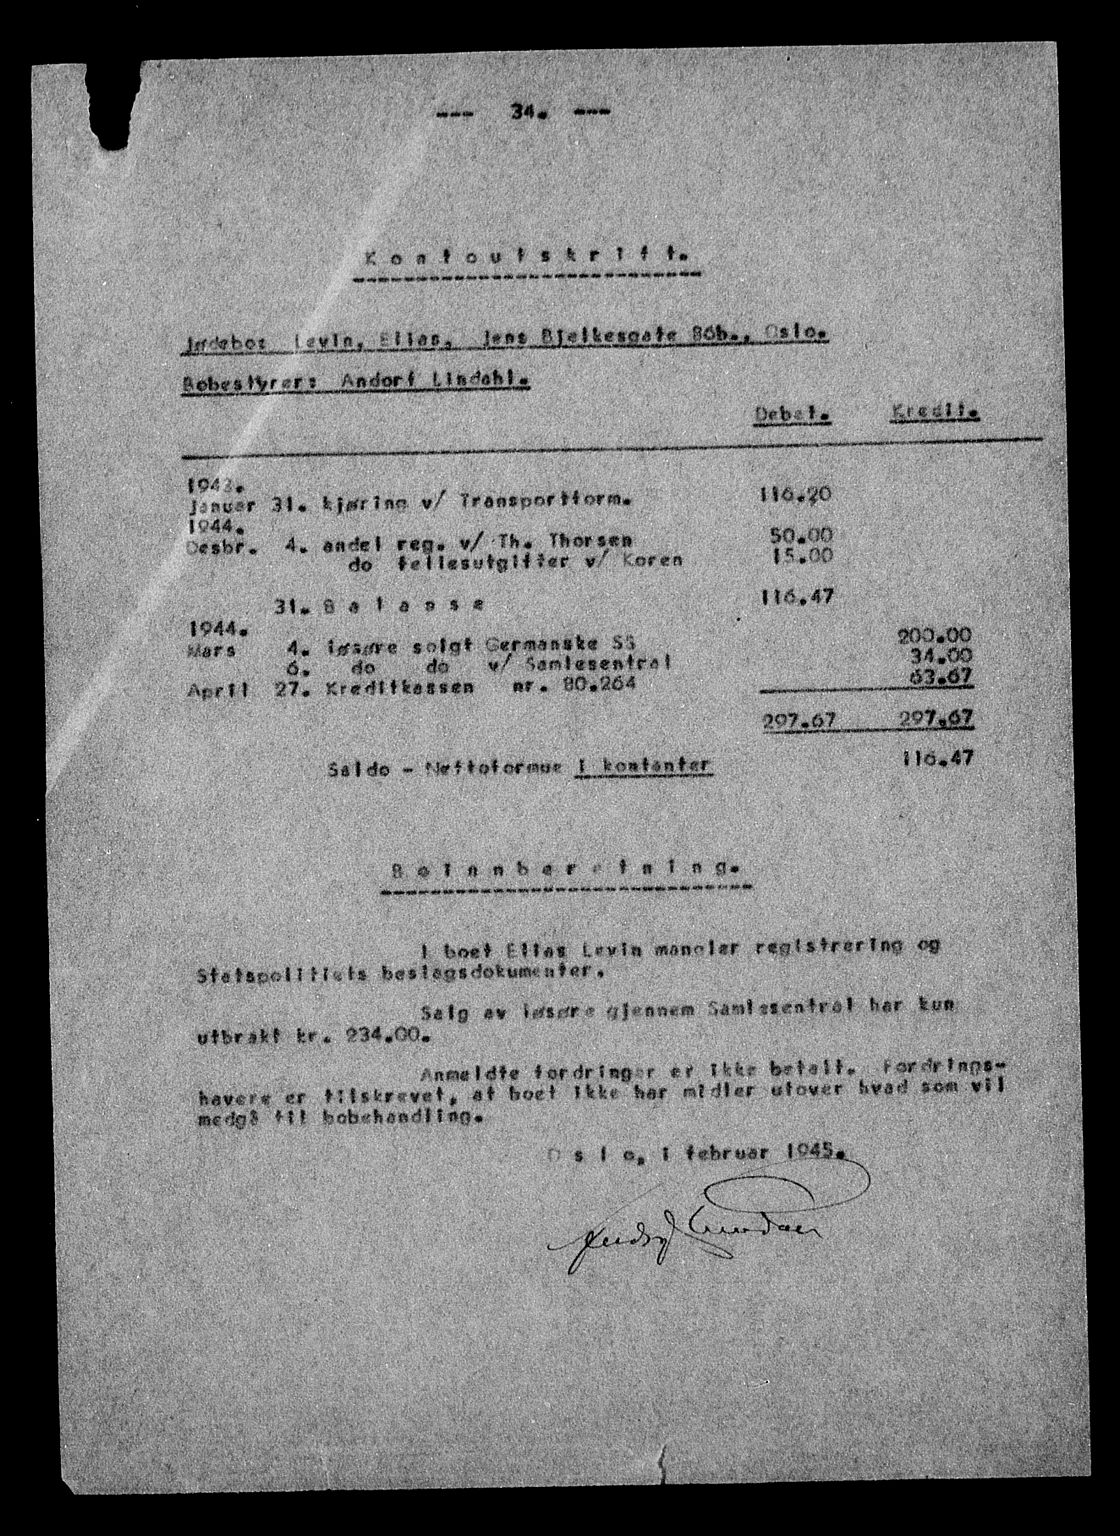 --- 34. ---
Kontoutskrift.
Jødebo: Levin, Elias, Jens Bjelkesgate 86b., Oslo.
Bobestyrer: Andorf Lindahl.
Debet. Kredit.
1943.
Januar 31. kjøring v/ Transportform. 116.20
1944.
Desbr. 4. andel reg. v/ Th. Thorsen 50.00
do fellesutgifter v/ Koren 15.00
31. Balanse 116.47
1944.
Mars 4. løsøre solgt Germanske SS 200.00
6. do do v/ Samlesentral 34.00
April 27. Kreditkassen nr. 80.264 63.67
297.67 297.67
Saldo - Nettoformue i kontanter 116.47
Boinnberetning.
I boet Elias Levin mangler registrering og
Statspolitiets beslagsdokumenter.
Salg av løsøre gjennem Samlesentral har kun
utbrakt kr. 234.00.
Anmeldte fordringer er ikke betalt. Fordrings-
havere er tilskrevet, at boet ikke har midler utover hvad som vil
medgå til bobehandling.
Oslo, 1 februar 1945.